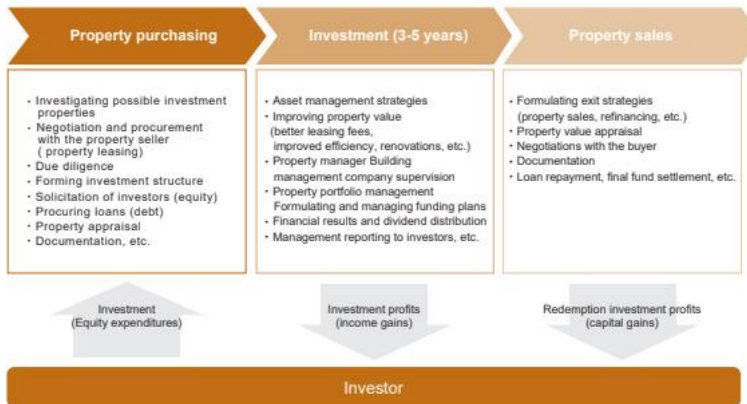 Property purchasing
Investment (3-5 years)
Property sales
・Investigating possible investment
properties
・Negotiation and procurement
with the property seller
( property leasing)
・Due diligence
・Forming investment structure
・Solicitation of investors (equity)
・Procuring loans (debt)
・Property appraisal
・Documentation, etc.
・Asset management strategies
・Improving property value
(better leasing fees,
improved efficiency, renovations, etc.)
・Property manager Building
management company supervision
・Property portfolio management
Formulating and managing funding plans
・Financial results and dividend distribution
・Management reporting to investors, etc.
・Formulating exit strategies
(property sales, refinancing, etc.)
・Property value appraisal
・Negotiations with the buyer
・Documentation
・Loan repayment, final fund settlement, etc.
Investment
(Equity expenditures)
Investment profits
(income gains)
Redemption investment profits
(capital gains)
Investor